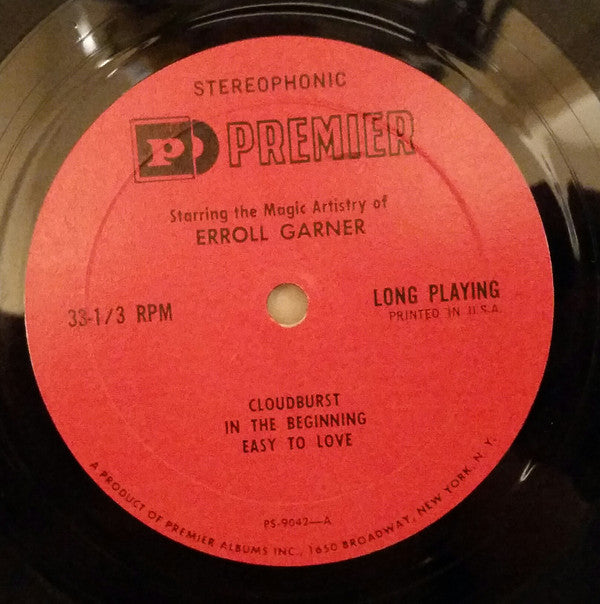 STEREOPHONIC
P PREMIER
Starring the Magic Artistry of
ERROLL GARNER
33-1/3 RPM
LONG PLAYING
PRINTED IN U.S.A.
CLOUDBURST
IN THE BEGINNING
EASY TO LOVE
PS-9042—A
A PRODUCT OF PREMIER ALBUMS INC., 1650 BROADWAY, NEW YORK, N. Y.